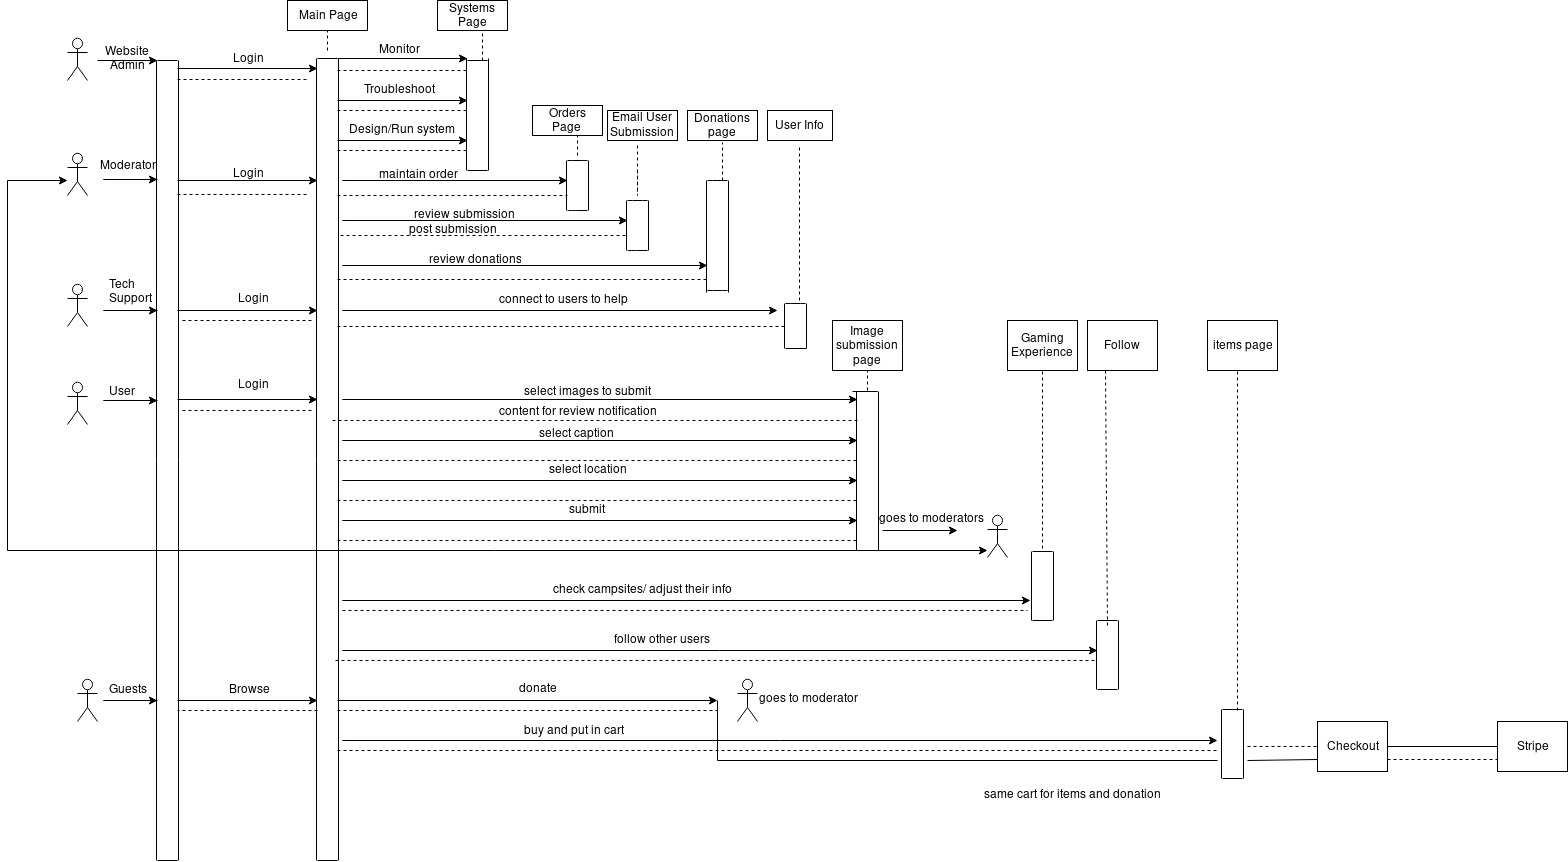 Main Page
Systems
Page
Website
Admin
Login
Monitor
Troubleshoot
Design/Run system
Orders
Page
Email User
Submission
Donations
page
User Info
Moderator
Login
maintain order
review submission
post submission
review donations
Tech
Support
Login
connect to users to help
Image
submission
page
Gaming
Experience
Follow
items page
User
Login
select images to submit
content for review notification
select caption
select location
submit
goes to moderators
check campsites/ adjust their info
follow other users
Guests
Browse
donate
goes to moderator
buy and put in cart
Checkout
Stripe
same cart for items and donation